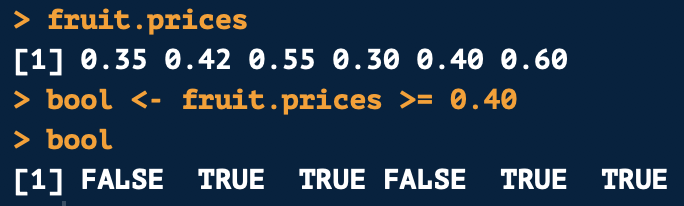 > fruit.prices
[1] 0.35 0.42 0.55 0.30 0.40 0.60
> bool <- fruit.prices >= 0.40
> bool
[1] FALSE  TRUE  TRUE FALSE  TRUE  TRUE